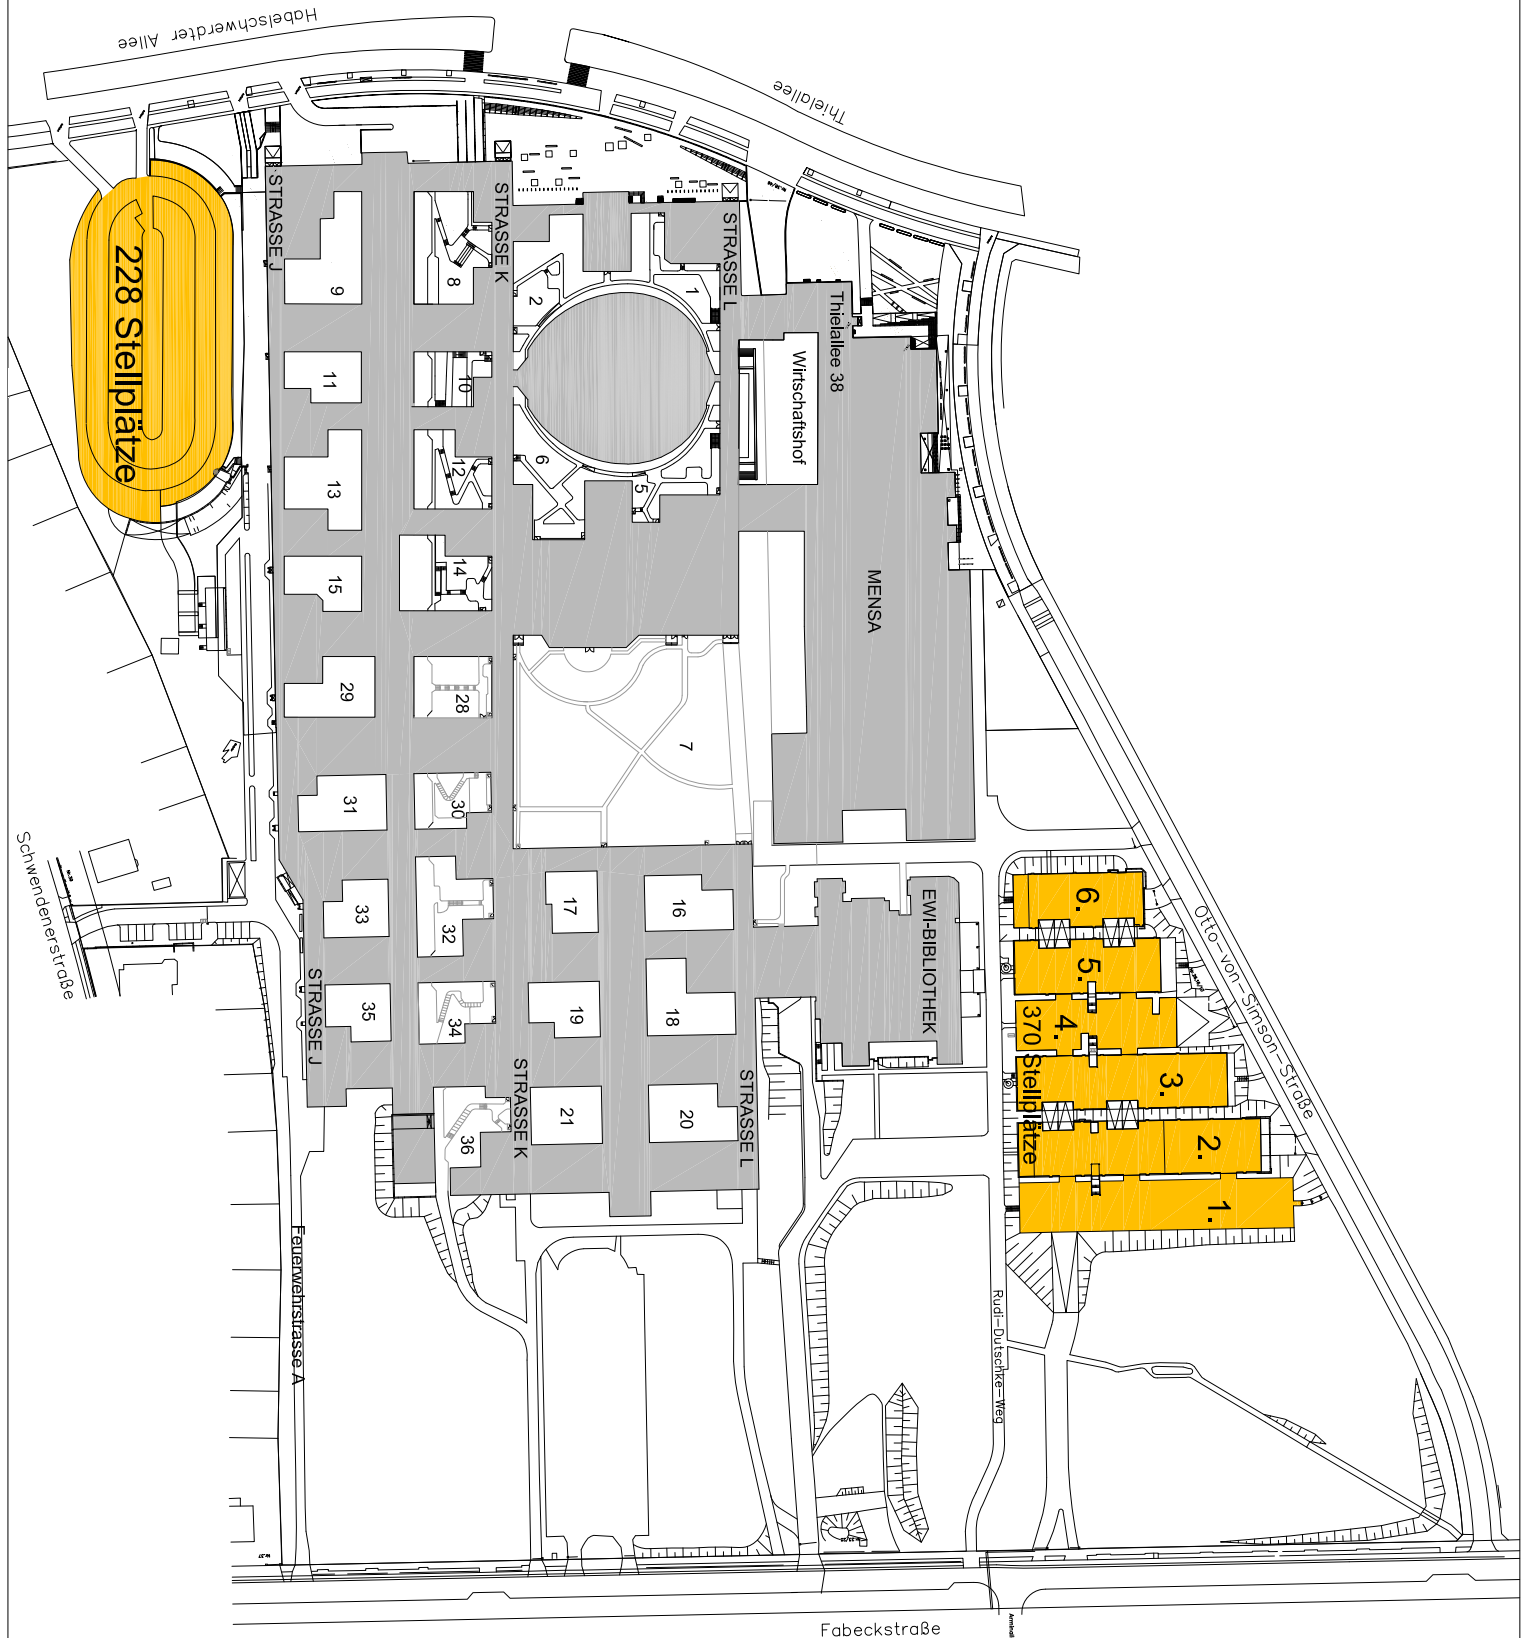 Habelschwerdter Allee
Thielallee
STRASSE J
STRASSE K
STRASSE L
Thielallee 38
Wirtschaftshof
228 Stellplätze
9
8
2
1
11
10
13
12
6
5
15
14
MENSA
29
28
7
31
30
33
32
17
16
EWI-BIBLIOTHEK
35
34
19
18
STRASSE J
STRASSE K
STRASSE L
36
21
20
6.
5.
4.
3.
2.
1.
370 Stellplätze
Otto-von-Simson-Straße
Schwendenerstraße
Feuerwehrstrasse A
Rudi-Dutschke-Weg
Fabeckstraße